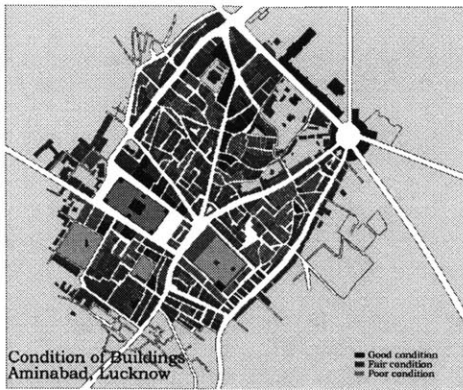 Condition of Buildings
Aminabad, Lucknow
Good condition
Fair condition
Poor condition